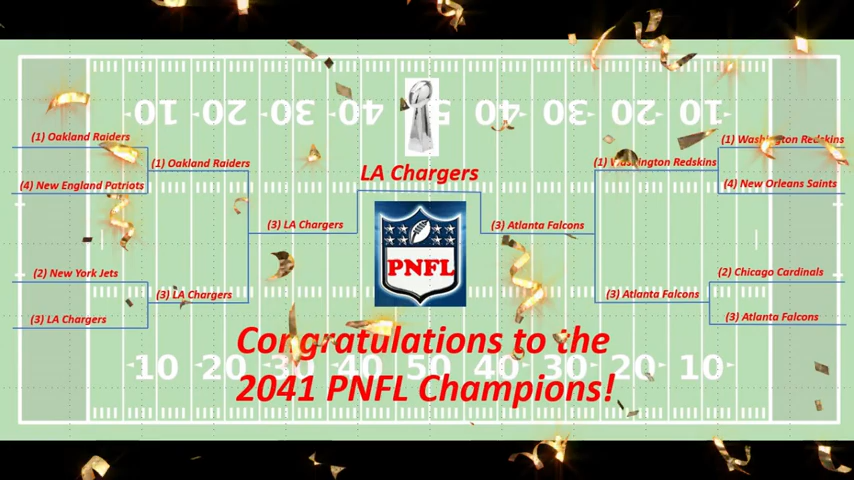 10 20 30 40 5 40 30 20 10
(1) Oakland Raiders
(1) Washington Redskins
(1) Oakland Raiders
(1) Washington Redskins
LA Chargers
(4) New England Patriots
(4) New Orleans Saints
(3) LA Chargers
(3) Atlanta Falcons
PNFL
(2) New York Jets
(2) Chicago Cardinals
(3) LA Chargers
(3) Atlanta Falcons
(3) LA Chargers
(3) Atlanta Falcons
Congratulations to the
10 20 30 40 50 40 30 20 10
2041 PNFL Champions!